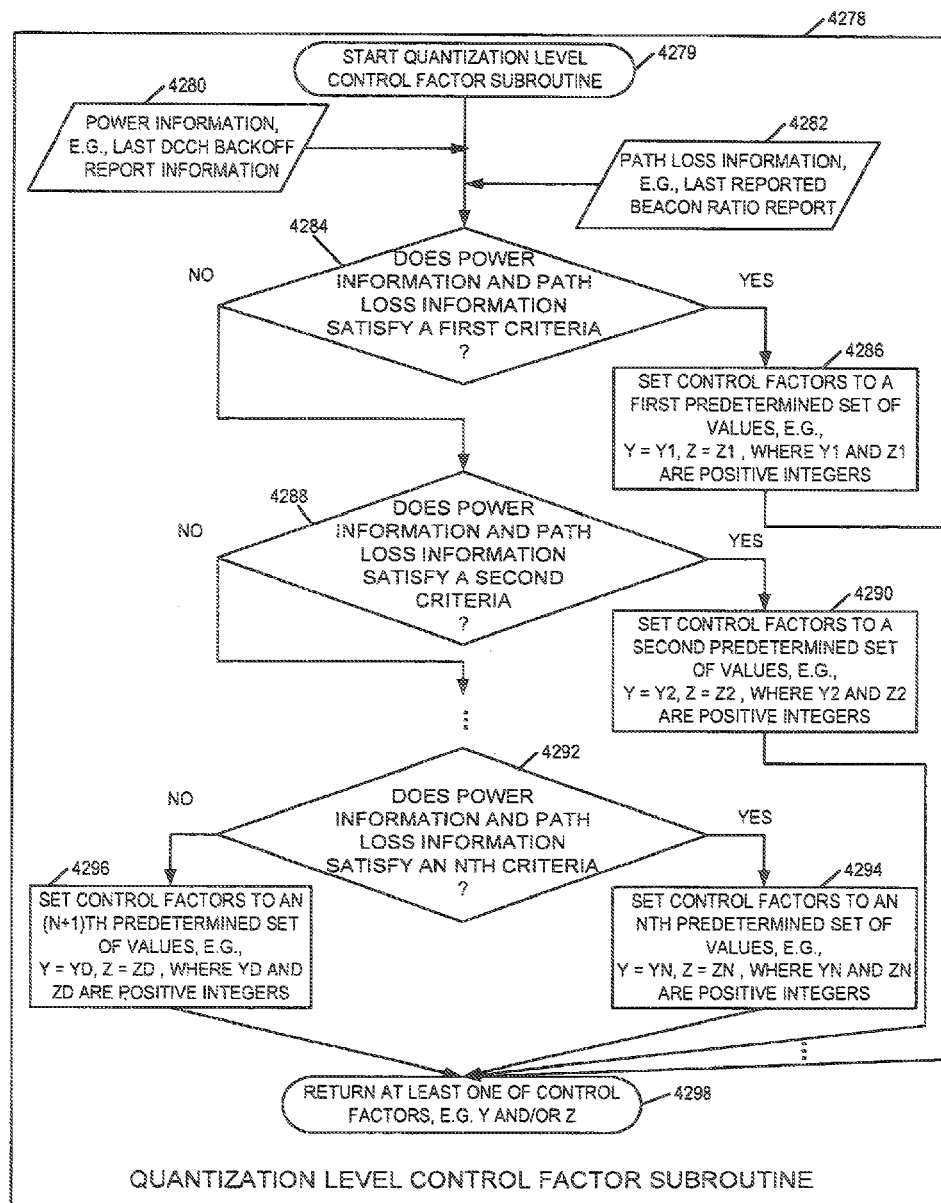 4278
START QUANTIZATION LEVEL
CONTROL FACTOR SUBROUTINE
4279
4280
POWER INFORMATION,
E.G., LAST DCCH BACKOFF
REPORT INFORMATION
4282
PATH LOSS INFORMATION,
E.G., LAST REPORTED
BEACON RATIO REPORT
4284
NO
DOES POWER
INFORMATION AND PATH
LOSS INFORMATION
SATISFY A FIRST CRITERIA
?
YES
4286
SET CONTROL FACTORS TO A
FIRST PREDETERMINED SET OF
VALUES, E.G.,
Y = Y1, Z = Z1 , WHERE Y1 AND Z1
ARE POSITIVE INTEGERS
4288
NO
DOES POWER
INFORMATION AND PATH
LOSS INFORMATION
SATISFY A SECOND
CRITERIA
?
YES
4290
SET CONTROL FACTORS TO A
SECOND PREDETERMINED SET
OF VALUES, E.G.,
Y = Y2, Z = Z2 , WHERE Y2 AND Z2
ARE POSITIVE INTEGERS
4292
NO
DOES POWER
INFORMATION AND PATH
LOSS INFORMATION
SATISFY AN NTH CRITERIA
?
YES
4296
SET CONTROL FACTORS TO AN
(N+1)TH PREDETERMINED SET
OF VALUES, E.G.,
Y = YD, Z = ZD , WHERE YD AND
ZD ARE POSITIVE INTEGERS
4294
SET CONTROL FACTORS TO AN
NTH PREDETERMINED SET OF
VALUES, E.G.,
Y = YN, Z = ZN , WHERE YN AND ZN
ARE POSITIVE INTEGERS
RETURN AT LEAST ONE OF CONTROL
FACTORS, E.G. Y AND/OR Z
4298
QUANTIZATION LEVEL CONTROL FACTOR SUBROUTINE